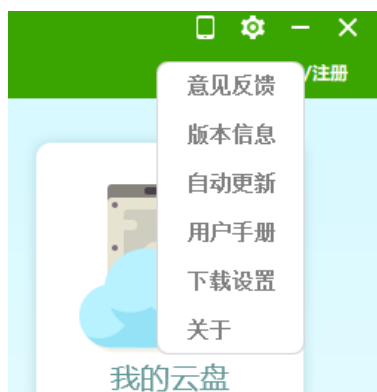 /注册
意见反馈
版本信息
自动更新
用户手册
下载设置
关于
我的云盘